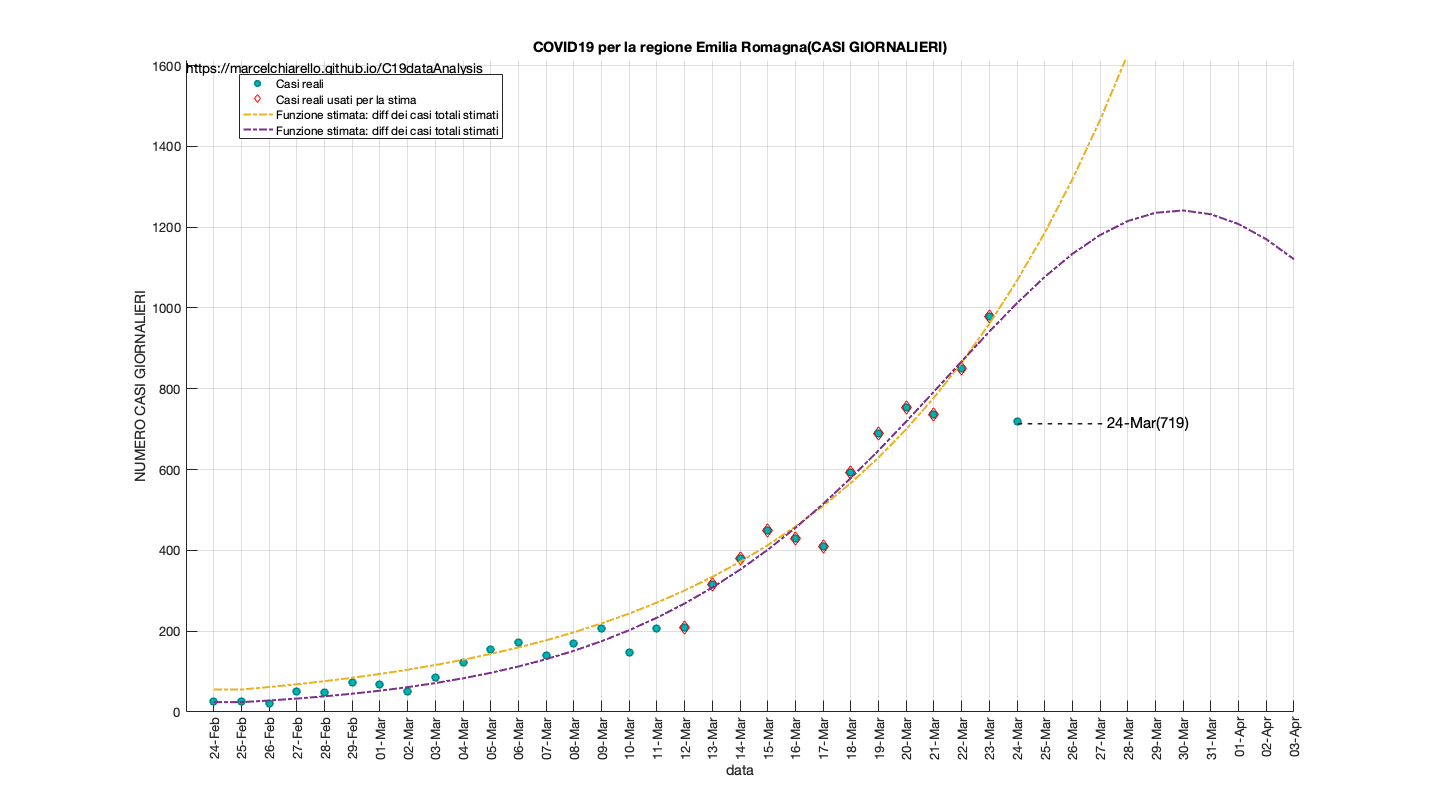 COVID19 per la regione Emilia Romagna(CASI GIORNALIERI)
https://marcelchiarello.github.io/C19dataAnalysis
Casi reali
Casi reali usati per la stima
Funzione stimata: diff dei casi totali stimati
Funzione stimata: diff dei casi totali stimati
NUMERO CASI GIORNALIERI
1600
1400
1200
1000
800
600
400
200
0
24-Mar(719)
24-Feb
25-Feb
26-Feb
27-Feb
28-Feb
29-Feb
01-Mar
02-Mar
03-Mar
04-Mar
05-Mar
06-Mar
07-Mar
08-Mar
09-Mar
10-Mar
11-Mar
12-Mar
13-Mar
14-Mar
15-Mar
16-Mar
17-Mar
18-Mar
19-Mar
20-Mar
21-Mar
22-Mar
23-Mar
24-Mar
25-Mar
26-Mar
27-Mar
28-Mar
29-Mar
30-Mar
31-Mar
01-Apr
02-Apr
03-Apr
data